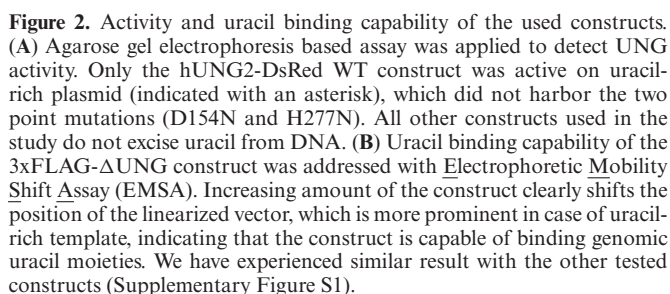 Figure 2. Activity and uracil binding capability of the used constructs.
(A) Agarose gel electrophoresis based assay was applied to detect UNG
activity. Only the hUNG2-DsRed WT construct was active on uracil-
rich plasmid (indicated with an asterisk), which did not harbor the two
point mutations (D154N and H277N). All other constructs used in the
study do not excise uracil from DNA. (B) Uracil binding capability of the
3xFLAG-ΔUNG construct was addressed with Electrophoretic Mobility
Shift Assay (EMSA). Increasing amount of the construct clearly shifts the
position of the linearized vector, which is more prominent in case of uracil-
rich template, indicating that the construct is capable of binding genomic
uracil moieties. We have experienced similar result with the other tested
constructs (Supplementary Figure S1).